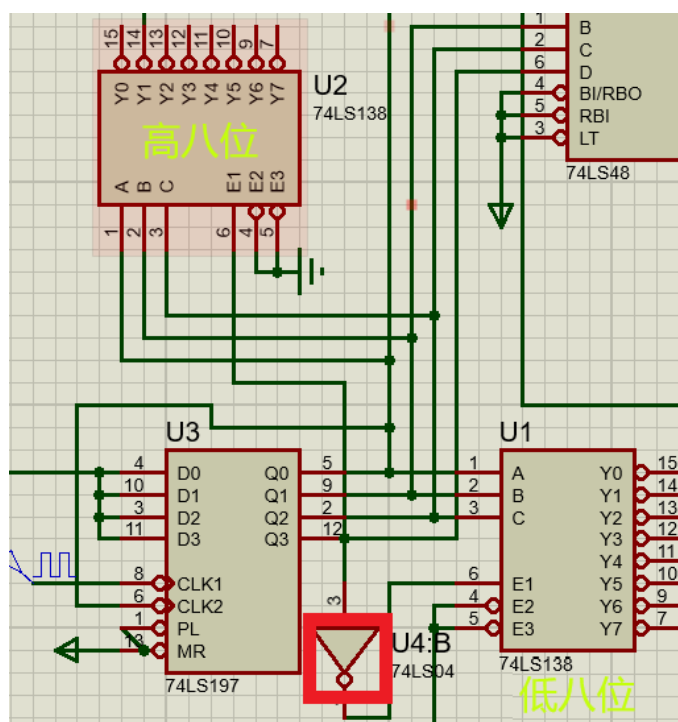 15 14 13 12 11 10 9 7
Y0 Y1 Y2 Y3 Y4 Y5 Y6 Y7
U2
74LS138
高八位
A B C E1 E2 E3
1 2 3 6 4 5
1 B
2 C
6 D
4 BI/RBO
5 RBI
3 LT
74LS48
U3
4 D0 Q0 5
10 D1 Q1 9
3 D2 Q2 2
11 D3 Q3 12
8 CLK1
6 CLK2
1 PL
13 MR
74LS197
3
U4:B
74LS04
U1
1 A Y0 15
2 B Y1 14
3 C Y2 13
Y3 12
Y4 11
6 E1 Y5 10
4 E2 Y6 9
5 E3 Y7 7
74LS138
低八位